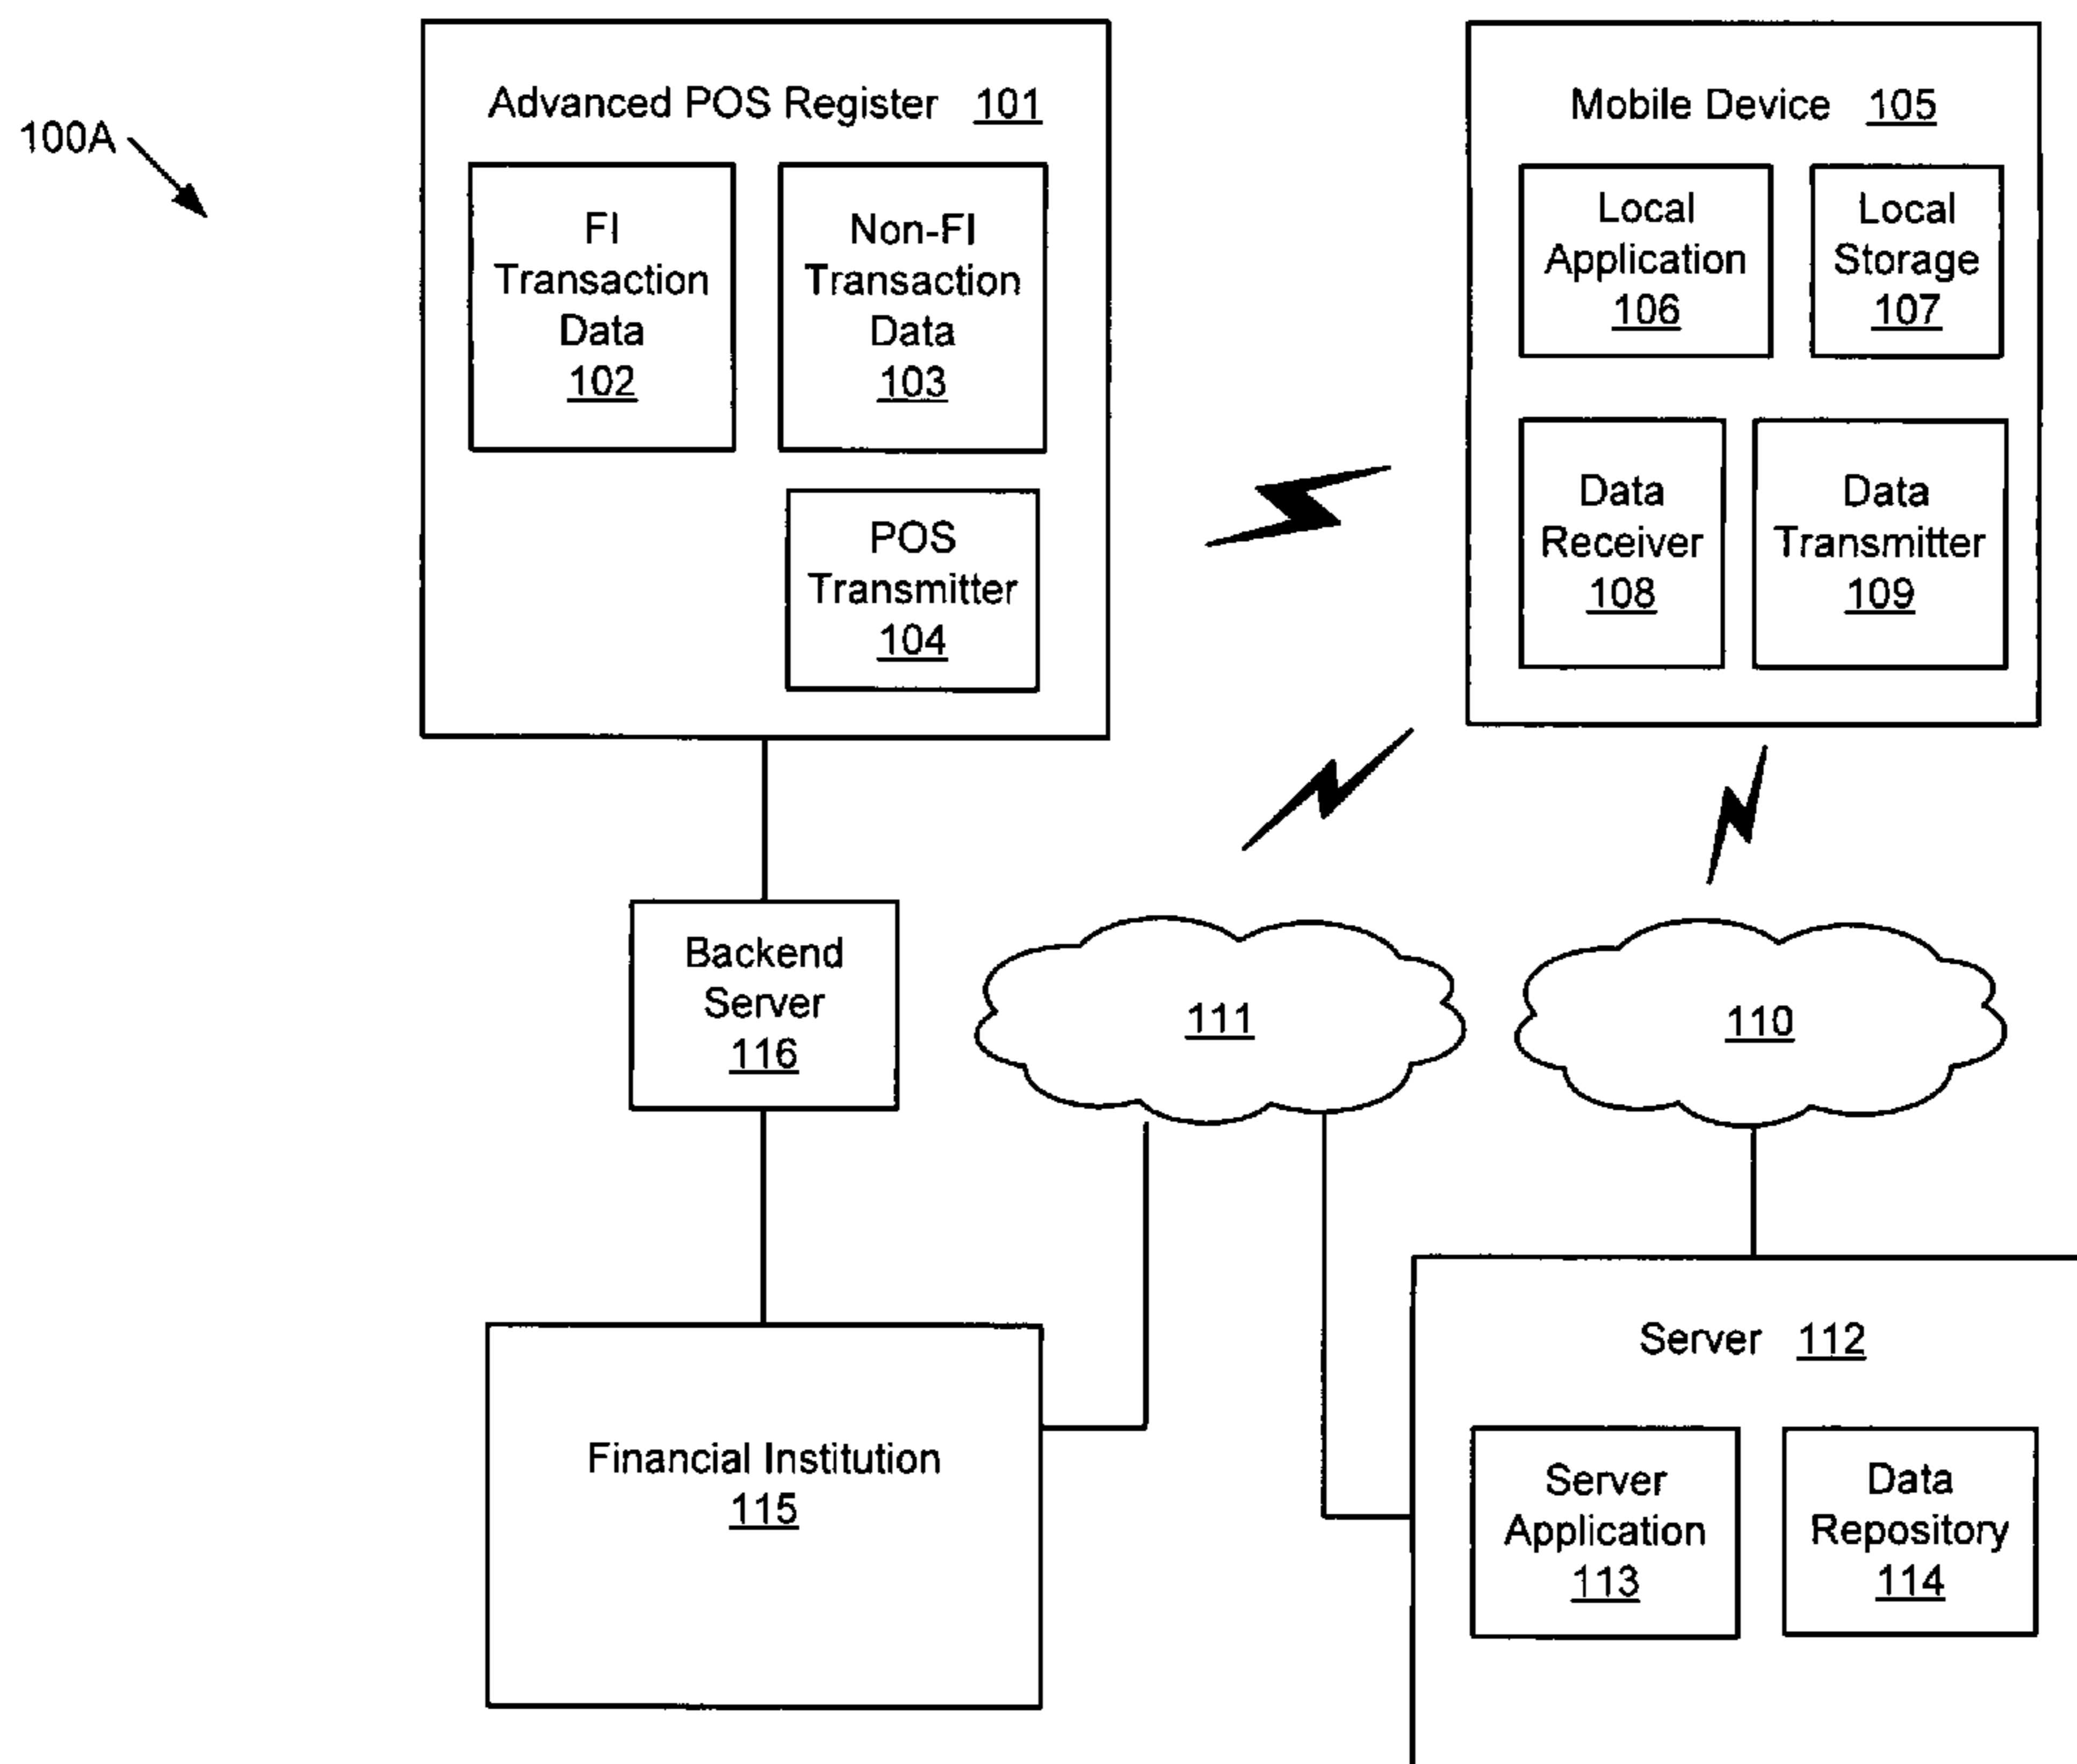 100A
Advanced POS Register 101
FI
Transaction
Data
102
Non-FI
Transaction
Data
103
POS
Transmitter
104
Mobile Device 105
Local
Application
106
Local
Storage
107
Data
Receiver
108
Data
Transmitter
109
Backend
Server
116
111
110
Financial Institution
115
Server 112
Server
Application
113
Data
Repository
114